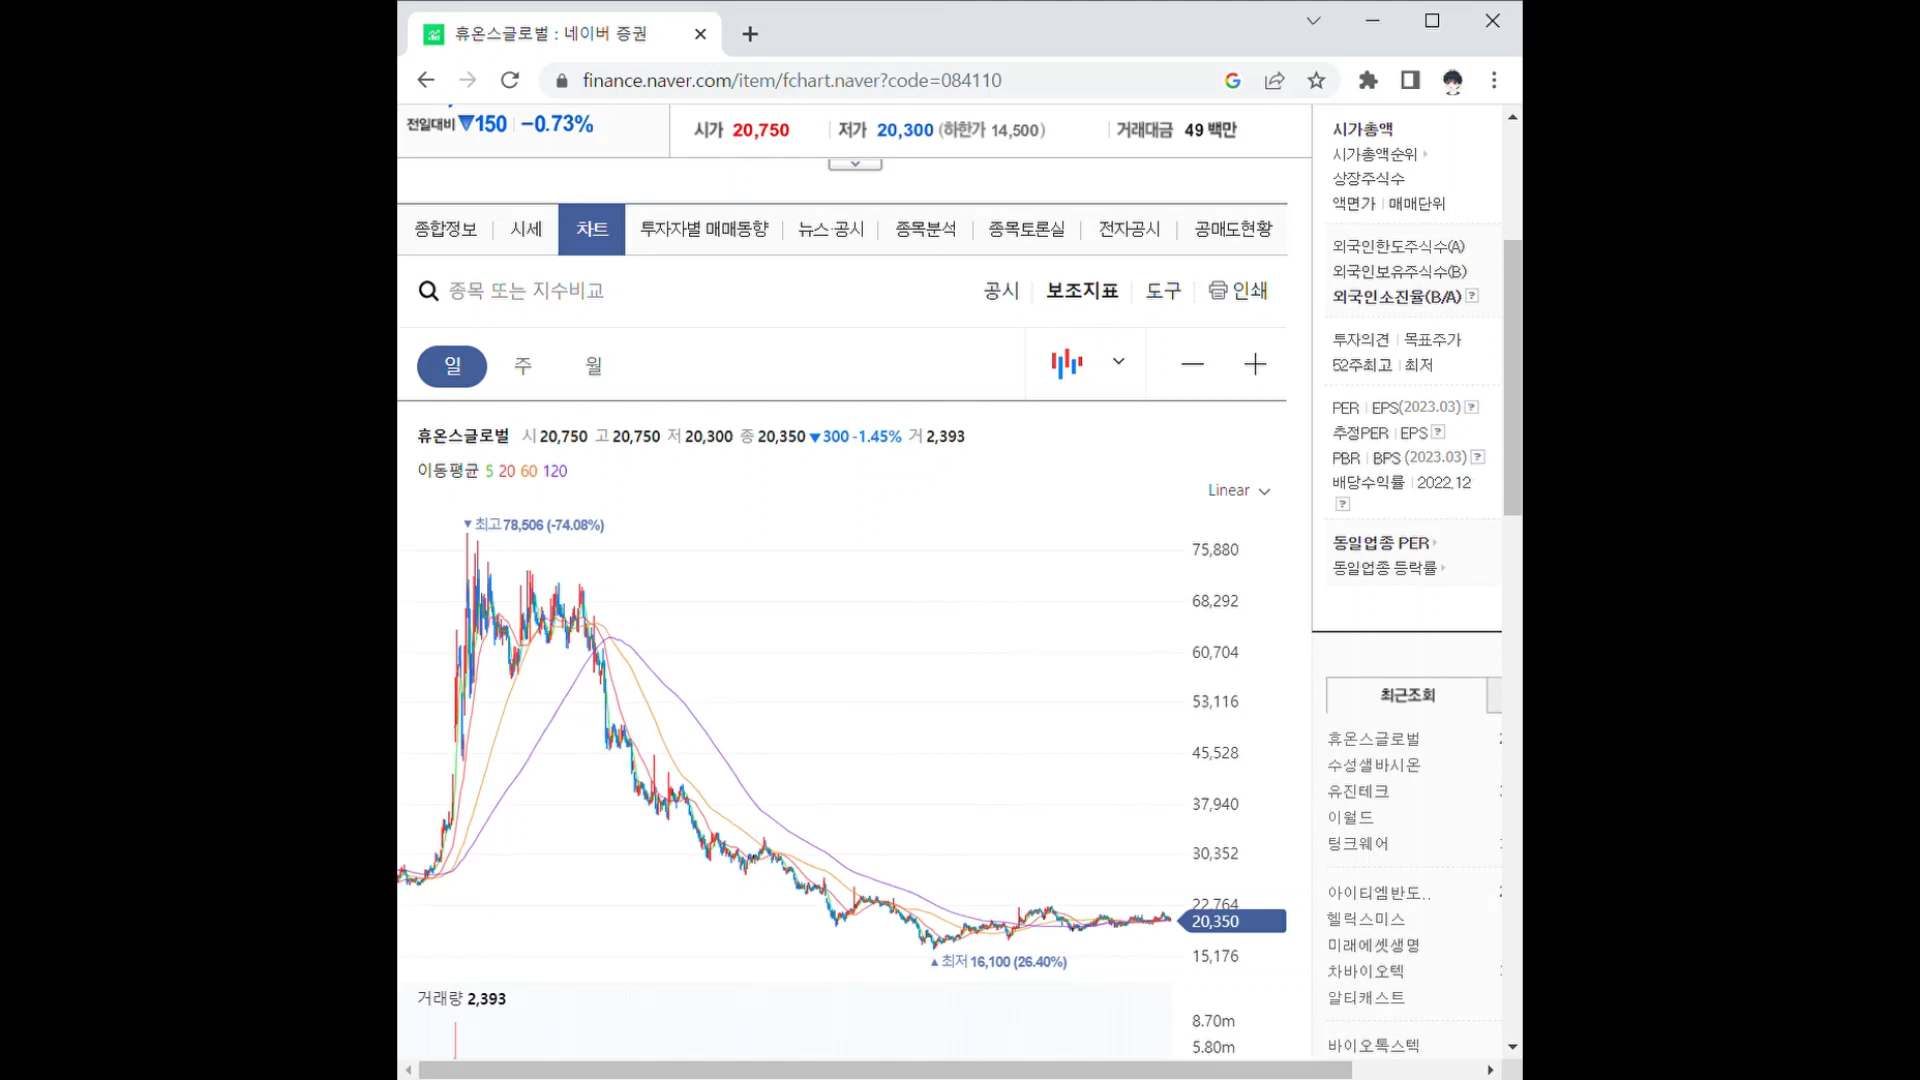 휴온스글로벌 : 네이버 증권
finance.naver.com/item/fchart.naver?code=084110
전일대비 ▼150 −0.73%
시가 20,750 저가 20,300 (하한가 14,500) 거래대금 49 백만
종합정보 시세 차트 투자자별 매매동향 뉴스·공시 종목분석 종목토론실 전자공시 공매도현황
종목 또는 지수비교
공시 보조지표 도구 인쇄
일 주 월
휴온스글로벌 시 20,750 고 20,750 저 20,300 종 20,350 ▼300 -1.45% 거 2,393
이동평균 5 20 60 120
Linear
▼최고 78,506 (-74.08%)
75,880
68,292
60,704
53,116
45,528
37,940
30,352
22,764
20,350
15,176
▲최저 16,100 (26.40%)
거래량 2,393
8.70m
5.80m
시가총액
시가총액순위
상장주식수
액면가 매매단위
외국인한도주식수(A)
외국인보유주식수(B)
외국인소진율(B/A) ?
투자의견 목표주가
52주최고 최저
PER EPS(2023.03) ?
추정PER EPS ?
PBR BPS (2023.03) ?
배당수익률 2022.12
?
동일업종 PER
동일업종 등락률
최근조회
휴온스글로벌
수성샐바시온
유진테크
이월드
팅크웨어
아이티엠반도..
헬릭스미스
미래에셋생명
차바이오텍
알티캐스트
바이오톡스텍